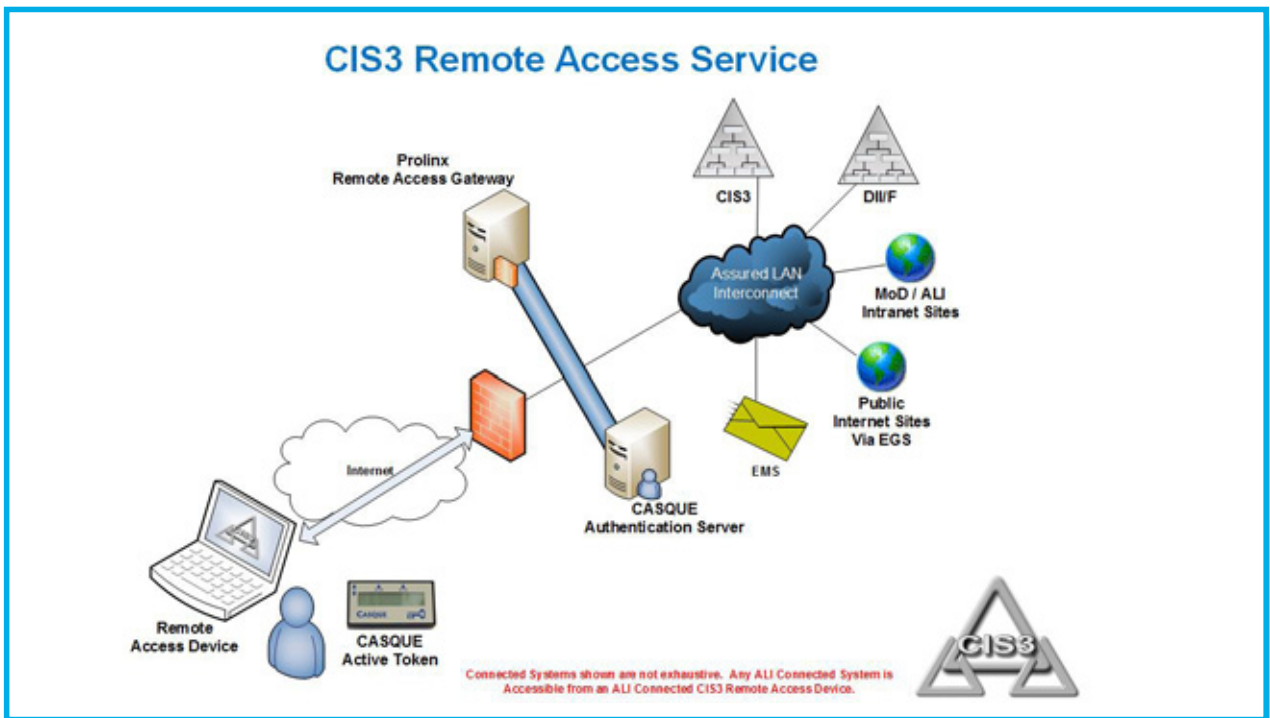 CIS3 Remote Access Service
Prolinx
Remote Access Gateway
CIS3
DII/F
Assured LAN
Interconnect
MoD / ALI
Intranet Sites
Public
Internet Sites
Via EGS
EMS
Internet
CASQUE
Authentication Server
Remote
Access Device
CASQUE
CASQUE
Active Token
Connected Systems shown are not exhaustive. Any ALI Connected System is
Accessible from an ALI Connected CIS3 Remote Access Device.
CIS3